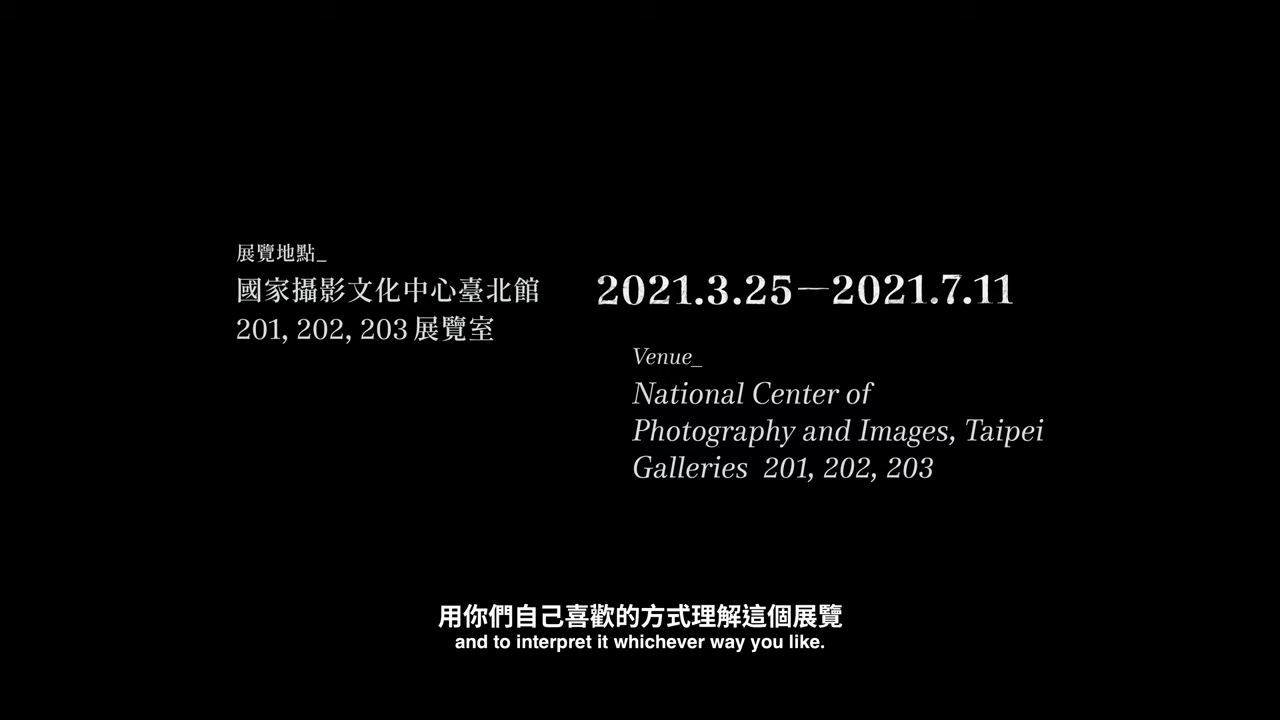 展覽地點_
國家攝影文化中心臺北館
201, 202, 203 展覽室
2021.3.25—2021.7.11
Venue_
National Center of
Photography and Images, Taipei
Galleries 201, 202, 203
用你們自己喜歡的方式理解這個展覽
and to interpret it whichever way you like.